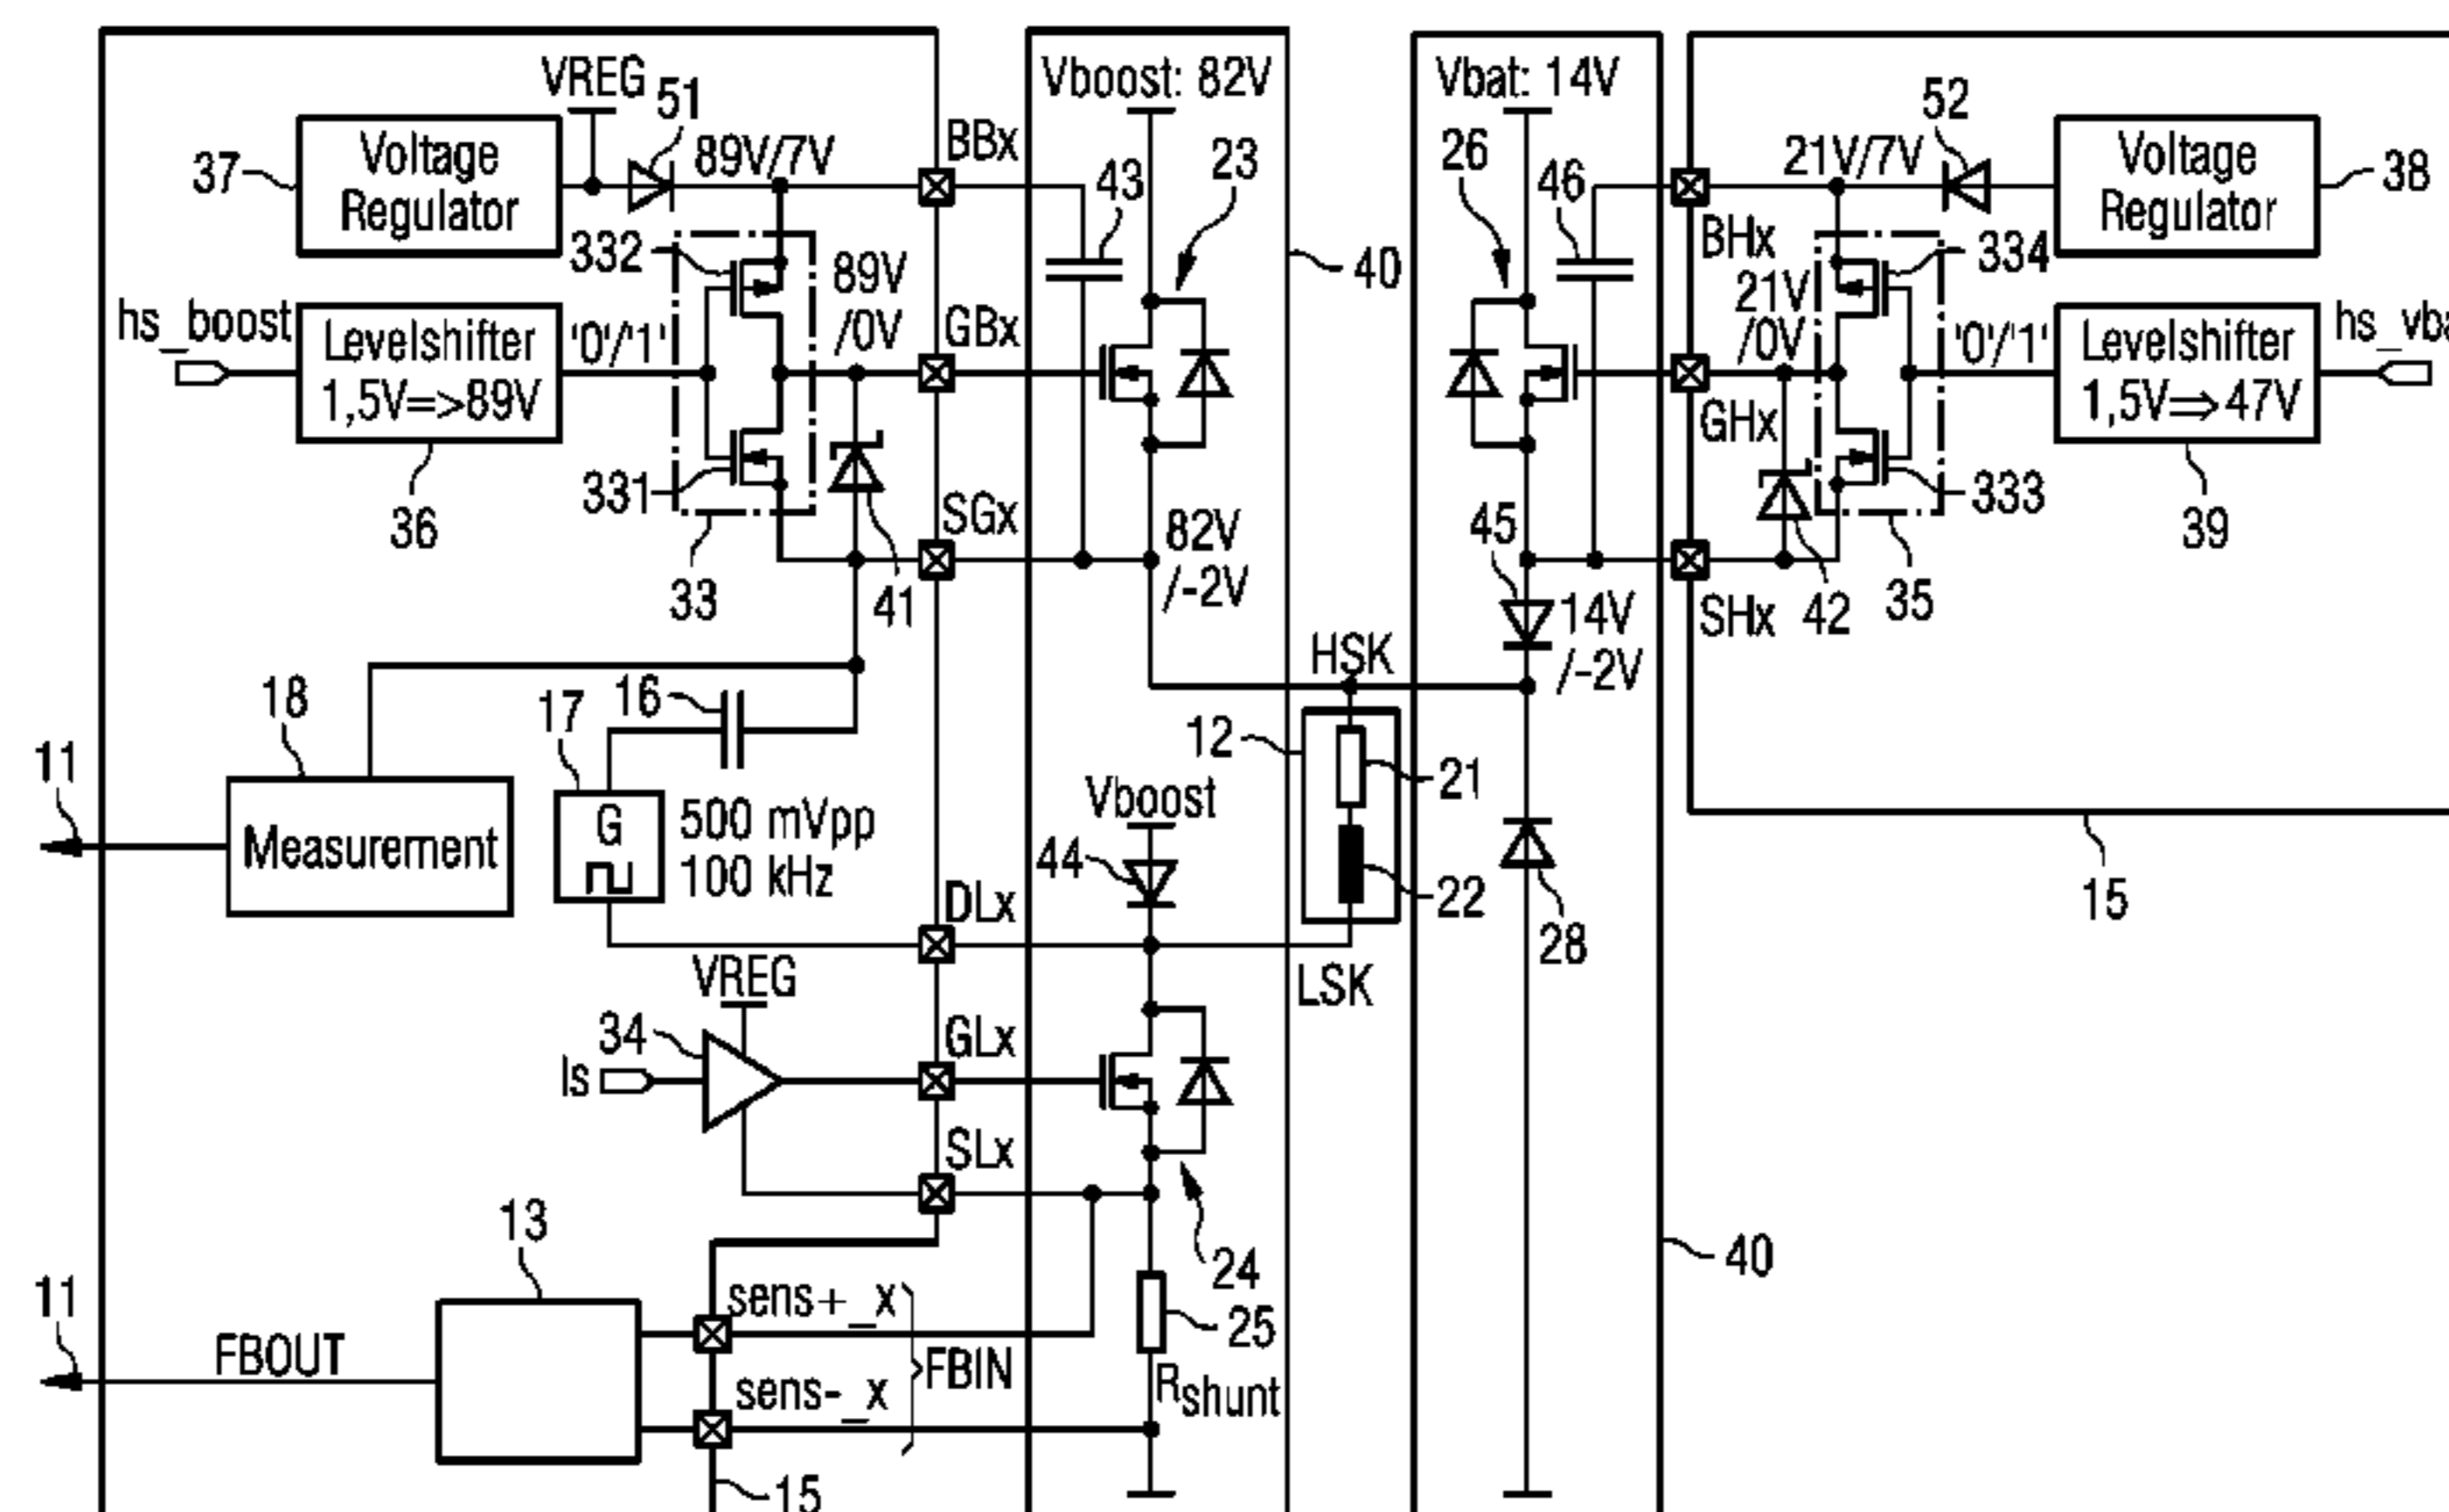 VREG
51
Vboost: 82V
Vbat: 14V
52
37
Voltage
Regulator
89V/7V
BBx
43
23
26
46
21V/7V
Voltage
Regulator
38
332
89V
/0V
40
BHx
21V
/0V
334
hs_boost
Levelshifter
1,5V=>89V
'0'/'1'
GBx
GHx
'0'/'1'
Levelshifter
1,5V⇒47V
331
SGx
82V
/-2V
45
333
36
33
41
14V
/-2V
SHx
42
35
39
HSK
18
17
16
12
11
21
Measurement
G
500 mVpp
100 kHz
Vboost
44
22
15
DLx
28
VREG
LSK
34
GLx
ls
SLx
13
24
40
11
sens+_x
25
FBOUT
FBIN
sens-_x
Rshunt
15